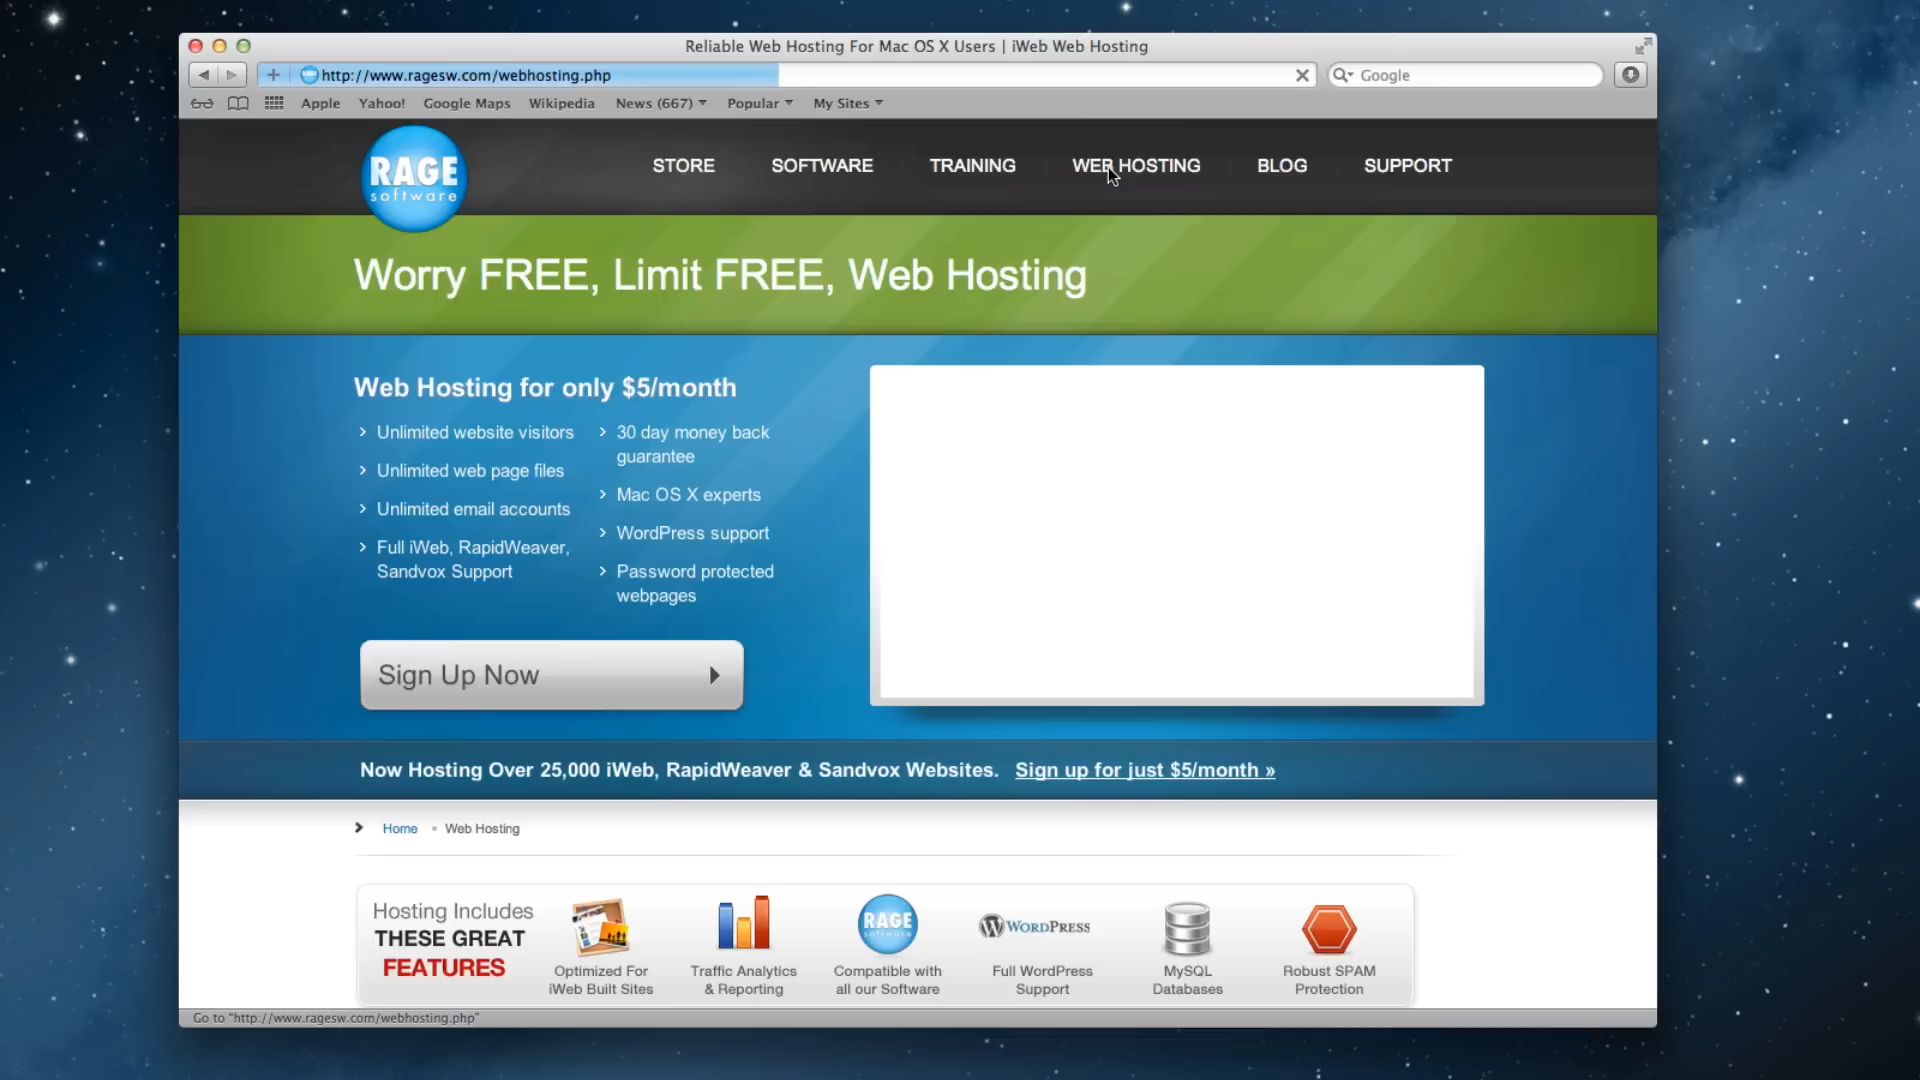 Reliable Web Hosting For Mac OS X Users | iWeb Web Hosting
http://www.ragesw.com/webhosting.php
Google
Apple Yahoo! Google Maps Wikipedia News (667) Popular My Sites
RAGE
software
STORE SOFTWARE TRAINING WEB HOSTING BLOG SUPPORT
Worry FREE, Limit FREE, Web Hosting
Web Hosting for only $5/month
Unlimited website visitors
Unlimited web page files
Unlimited email accounts
Full iWeb, RapidWeaver,
Sandvox Support
30 day money back
guarantee
Mac OS X experts
WordPress support
Password protected
webpages
Sign Up Now
Now Hosting Over 25,000 iWeb, RapidWeaver & Sandvox Websites. Sign up for just $5/month »
Home • Web Hosting
Hosting Includes
THESE GREAT
FEATURES
Optimized For
iWeb Built Sites
Traffic Analytics
& Reporting
RAGE
software
Compatible with
all our Software
WORDPRESS
Full WordPress
Support
MySQL
Databases
Robust SPAM
Protection
Go to "http://www.ragesw.com/webhosting.php"